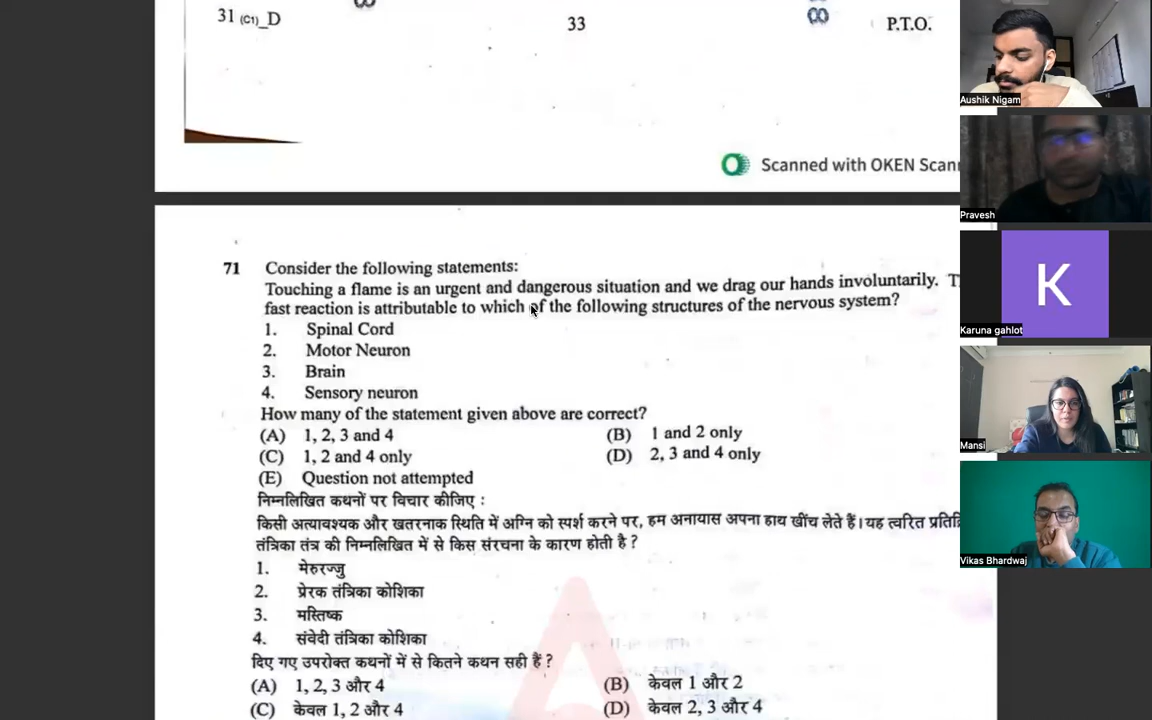 31 (C1)_D
33
P.T.O.
Scanned with OKEN Scan
71 Consider the following statements:
Touching a flame is an urgent and dangerous situation and we drag our hands involuntarily.
fast reaction is attributable to which of the following structures of the nervous system?
1. Spinal Cord
2. Motor Neuron
3. Brain
4. Sensory neuron
How many of the statement given above are correct?
(A) 1, 2, 3 and 4 (B) 1 and 2 only
(C) 1, 2 and 4 only (D) 2, 3 and 4 only
(E) Question not attempted
निम्नलिखित कथनों पर विचार कीजिए :
किसी अत्यावश्यक और खतरनाक स्थिति में अग्नि को स्पर्श करने पर, हम अनायास अपना हाथ खींच लेते हैं। यह त्वरित
तंत्रिका तंत्र की निम्नलिखित में से किस संरचना के कारण होती है ?
1. मेरुरज्जु
2. प्रेरक तंत्रिका कोशिका
3. मस्तिष्क
4. संवेदी तंत्रिका कोशिका
दिए गए उपरोक्त कथनों में से कितने कथन सही हैं ?
(A) 1, 2, 3 और 4 (B) केवल 1 और 2
(C) केवल 1, 2 और 4 (D) केवल 2, 3 और 4
Aushik Nigam
Pravesh
K
Karuna gahlot
Mansi
Vikas Bhardwaj